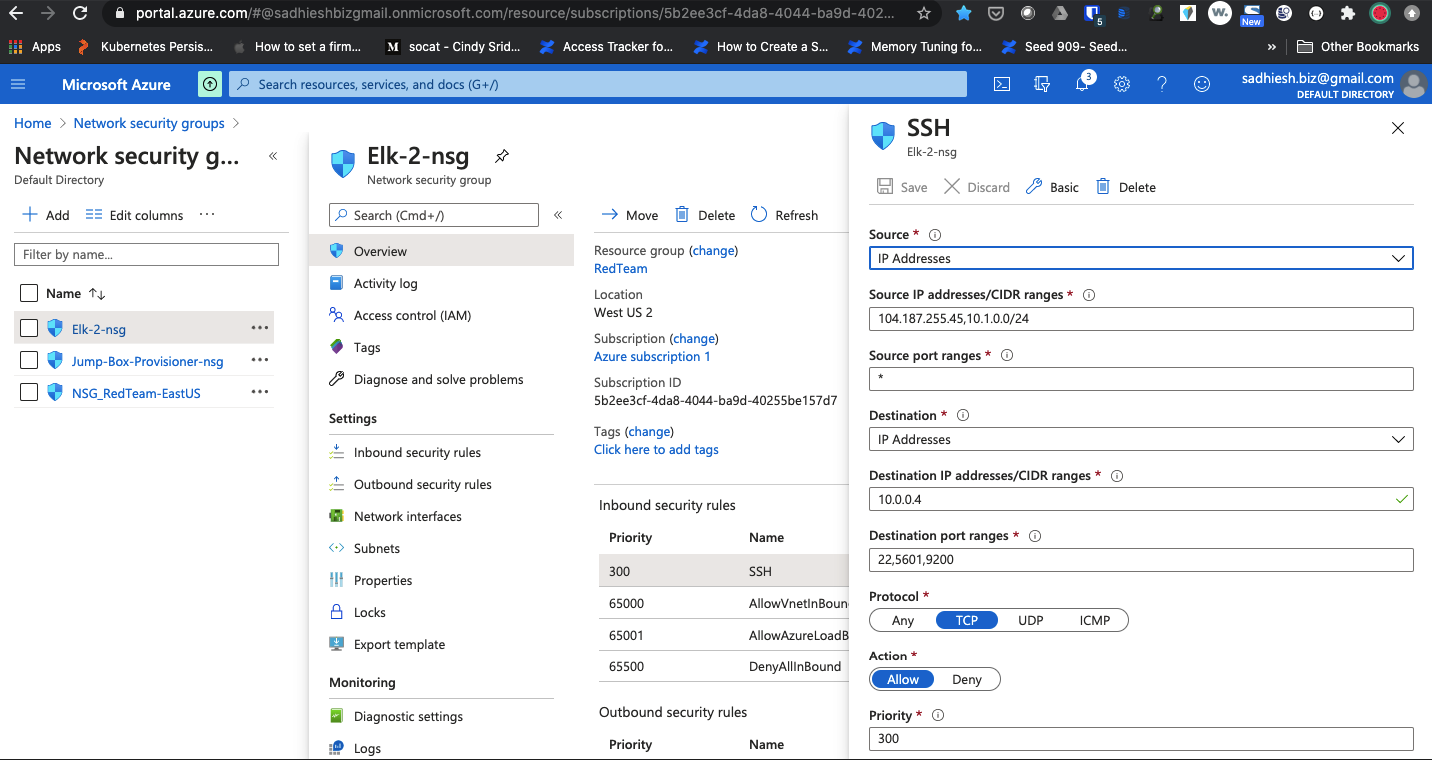 portal.azure.com/#@sadhieshbizgmail.onmicrosoft.com/resource/subscriptions/5b2ee3cf-4da8-4044-ba9d-402...
5
W.
New
Apps
Kubernetes Persis...
How to set a firm...
M socat - Cindy Srid...
Access Tracker fo...
How to Create a S...
Memory Tuning fo...
Seed 909- Seed...
»
Other Bookmarks
Microsoft Azure
Search resources, services, and docs (G+/)
3
?
sadhiesh.biz@gmail.com
DEFAULT DIRECTORY
Home > Network security groups >
Network security g...
«
Default Directory
+ Add
Edit columns
...
Filter by name...
Name ↑↓
Elk-2-nsg ...
Jump-Box-Provisioner-nsg ...
NSG_RedTeam-EastUS ...
Elk-2-nsg
Network security group
Search (Cmd+/)
«
Overview
Activity log
Access control (IAM)
Tags
Diagnose and solve problems
Settings
Inbound security rules
Outbound security rules
Network interfaces
Subnets
Properties
Locks
Export template
Monitoring
Diagnostic settings
Logs
Move
Delete
Refresh
Resource group (change)
RedTeam
Location
West US 2
Subscription (change)
Azure subscription 1
Subscription ID
5b2ee3cf-4da8-4044-ba9d-40255be157d7
Tags (change)
Click here to add tags
Inbound security rules
Priority Name
300 SSH
65000 AllowVnetInBoun
65001 AllowAzureLoadB
65500 DenyAllInBound
Outbound security rules
Priority Name
SSH
Elk-2-nsg
Save
Discard
Basic
Delete
Source *
IP Addresses
Source IP addresses/CIDR ranges *
104.187.255.45,10.1.0.0/24
Source port ranges *
*
Destination *
IP Addresses
Destination IP addresses/CIDR ranges *
10.0.0.4
Destination port ranges *
22,5601,9200
Protocol *
Any TCP UDP ICMP
Action *
Allow Deny
Priority *
300